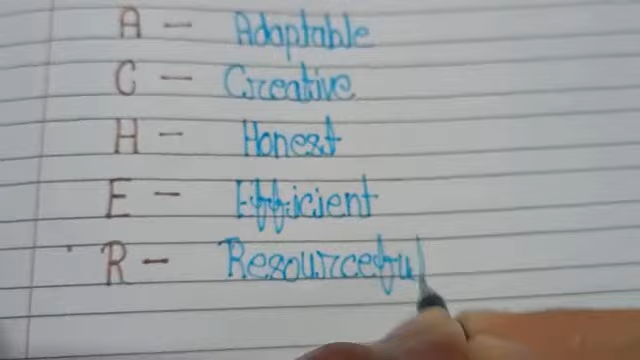 A - Adaptable
C - Creative
H - Honest
E - Efficient
R - Resourceful